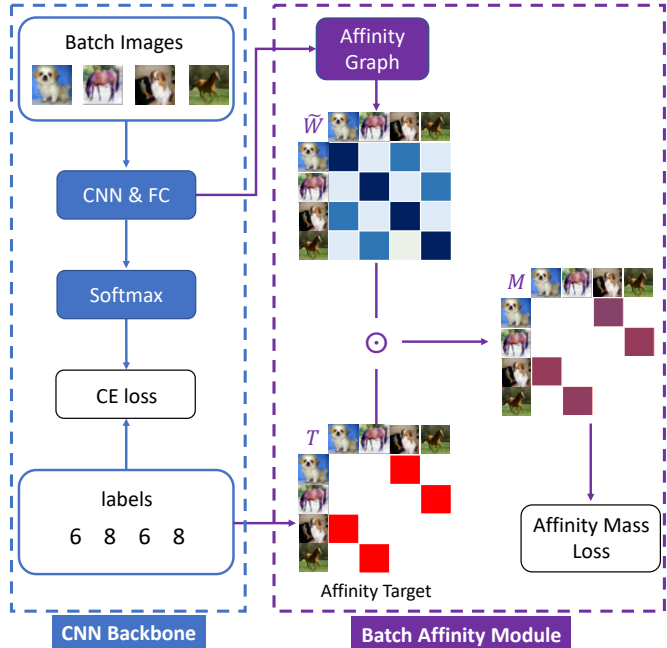 Batch Images
CNN & FC
Softmax
CE loss
labels
6 8 6 8
CNN Backbone
Affinity
Graph
W̃
⊙
T
Affinity Target
M
Affinity Mass
Loss
Batch Affinity Module